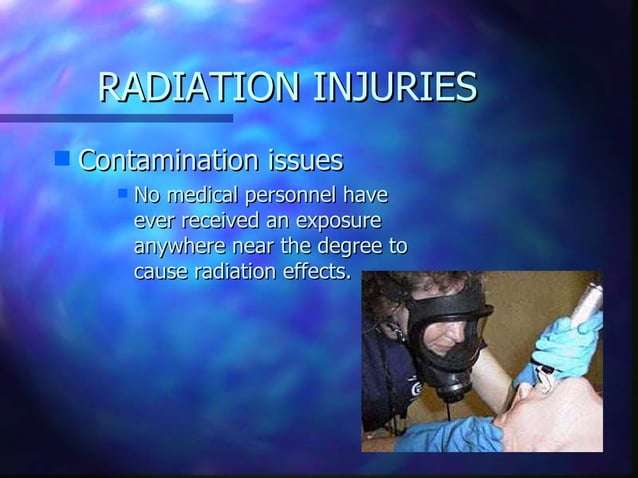 RADIATION INJURIES
Contamination issues
No medical personnel have
ever received an exposure
anywhere near the degree to
cause radiation effects.